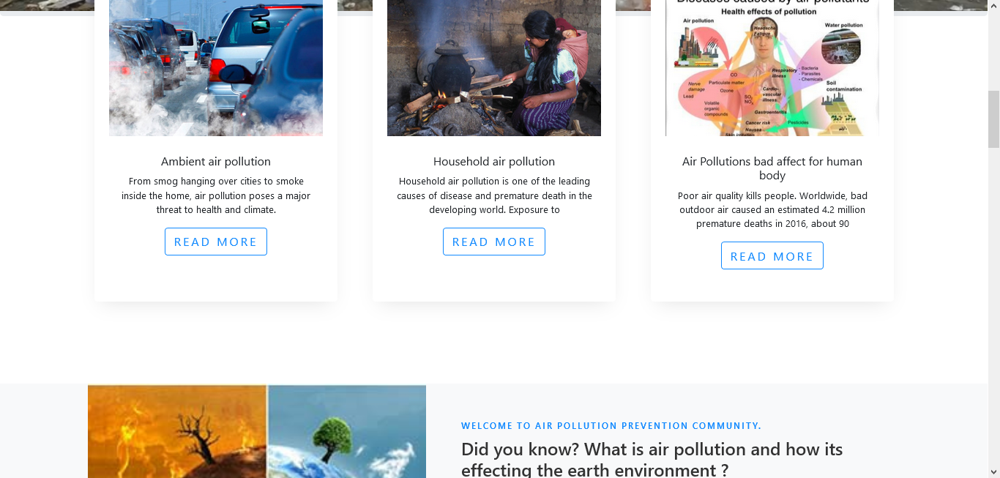 Diseases caused by air pollutants
Health effects of pollution
Air pollution
Water pollution
Headache
Fatigue
Respiratory
illness
- Bacteria
- Parasites
- Chemicals
CO
Particulate matter
Nerve
damage
Ozone
Lead
Cardio-
vascular
illness
Soil
contamination
SO₂
NOₓ
Volatile
organic
compounds
Gastroenteritis
Cancer risk
Pesticides
Nausea
Skin irritation
Ambient air pollution
From smog hanging over cities to smoke
inside the home, air pollution poses a major
threat to health and climate.
READ MORE
Household air pollution
Household air pollution is one of the leading
causes of disease and premature death in the
developing world. Exposure to
READ MORE
Air Pollutions bad affect for human
body
Poor air quality kills people. Worldwide, bad
outdoor air caused an estimated 4.2 million
premature deaths in 2016, about 90
READ MORE
WELCOME TO AIR POLLUTION PREVENTION COMMUNITY.
Did you know? What is air pollution and how its
effecting the earth environment ?